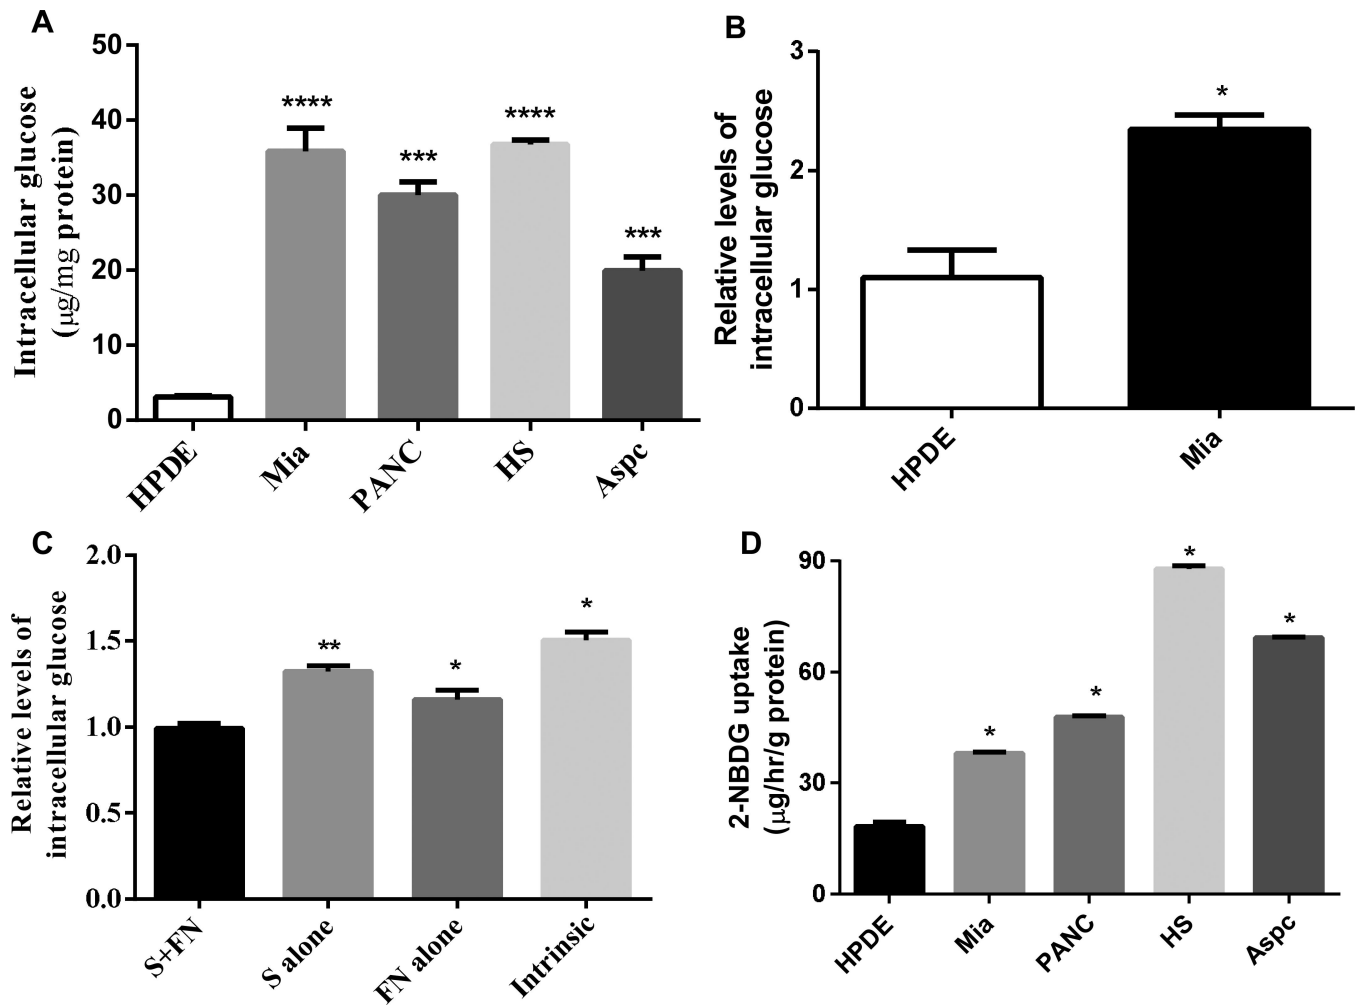 A
Intracellular glucose
(μg/mg protein)
50
40
30
20
10
0
****
***
****
***
HPDE
Mia
PANC
HS
Aspc
B
Relative levels of
intracellular glucose
3
2
1
0
*
HPDE
Mia
C
Relative levels of
intracellular glucose
2.0
1.5
1.0
0.5
0.0
**
*
*
S+FN
S alone
FN alone
Intrinsic
D
2-NBDG uptake
(μg/hr/g protein)
90
60
30
0
*
*
*
*
HPDE
Mia
PANC
HS
Aspc